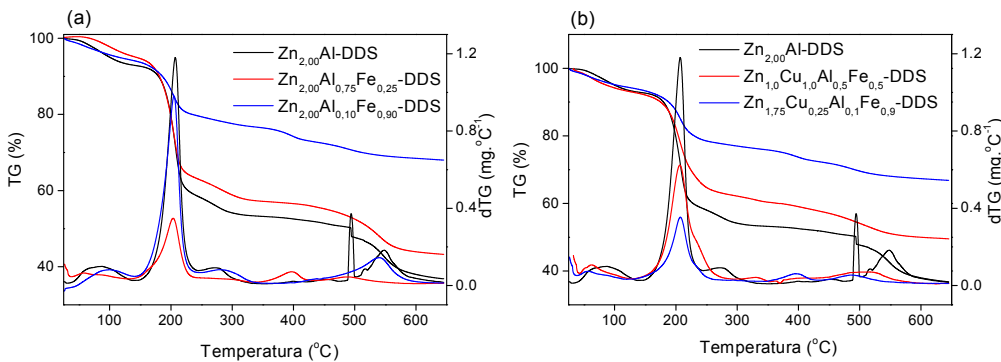 (a)
Zn2,00Al-DDS
Zn2,00Al0,75Fe0,25-DDS
Zn2,00Al0,10Fe0,90-DDS
TG (%)
100
80
60
40
dTG (mg.°C-1)
1.2
0.8
0.4
0.0
100 200 300 400 500 600
Temperatura (°C)
(b)
Zn2,00Al-DDS
Zn1,0Cu1,0Al0,5Fe0,5-DDS
Zn1,75Cu0,25Al0,1Fe0,9-DDS
TG (%)
100
90
80
70
60
50
40
dTG (mg.°C-1)
1.2
0.8
0.4
0.0
100 200 300 400 500 600
Temperatura (°C)